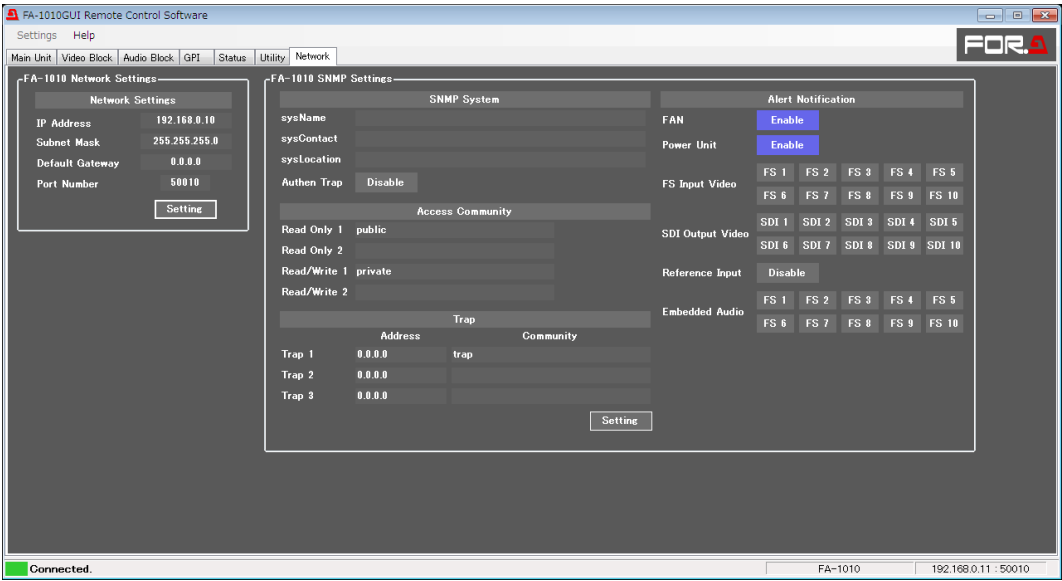 FA-1010GUI Remote Control Software
Settings Help
FOR.A
Main Unit Video Block Audio Block GPI Status Utility Network
FA-1010 Network Settings
Network Settings
IP Address 192.168.0.10
Subnet Mask 255.255.255.0
Default Gateway 0.0.0.0
Port Number 50010
Setting
FA-1010 SNMP Settings
SNMP System
sysName
sysContact
sysLocation
Authen Trap Disable
Access Community
Read Only 1 public
Read Only 2
Read/Write 1 private
Read/Write 2
Trap
Address Community
Trap 1 0.0.0.0 trap
Trap 2 0.0.0.0
Trap 3 0.0.0.0
Setting
Alert Notification
FAN Enable
Power Unit Enable
FS Input Video
FS 1 FS 2 FS 3 FS 4 FS 5
FS 6 FS 7 FS 8 FS 9 FS 10
SDI Output Video
SDI 1 SDI 2 SDI 3 SDI 4 SDI 5
SDI 6 SDI 7 SDI 8 SDI 9 SDI 10
Reference Input Disable
Embedded Audio
FS 1 FS 2 FS 3 FS 4 FS 5
FS 6 FS 7 FS 8 FS 9 FS 10
Connected. FA-1010 192.168.0.11 : 50010